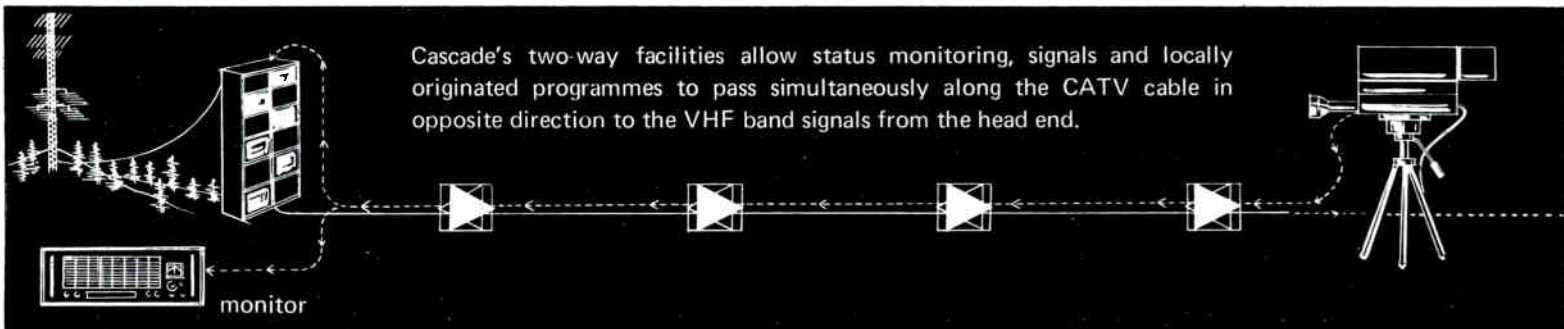 Cascade's two-way facilities allow status monitoring, signals and locally
originated programmes to pass simultaneously along the CATV cable in
opposite direction to the VHF band signals from the head end.
monitor